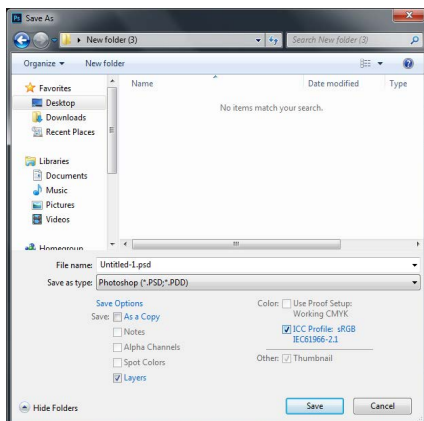 Ps Save As
New folder (3)
Search New folder (3)
Organize
New folder
Favorites
Desktop
Downloads
Recent Places
Libraries
Documents
Music
Pictures
Videos
Homegroup
Name
Date modified
Type
No items match your search.
File name: Untitled-1.psd
Save as type: Photoshop (*.PSD;*.PDD)
Save Options
Save: As a Copy
Notes
Alpha Channels
Spot Colors
Layers
Color: Use Proof Setup:
Working CMYK
ICC Profile: sRGB
IEC61966-2.1
Other: Thumbnail
Hide Folders
Save
Cancel